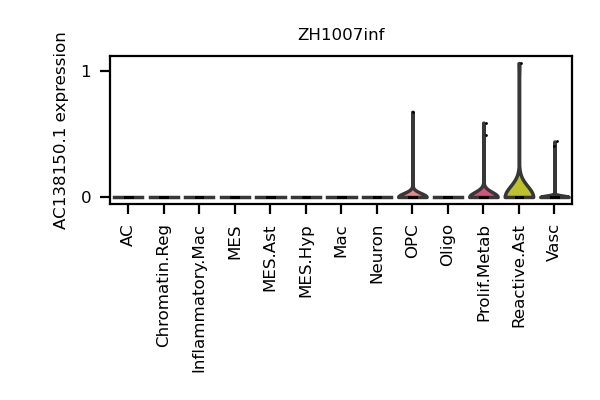 ZH1007inf
AC138150.1 expression
1
0
AC
Chromatin.Reg
Inflammatory.Mac
MES
MES.Ast
MES.Hyp
Mac
Neuron
OPC
Oligo
Prolif.Metab
Reactive.Ast
Vasc